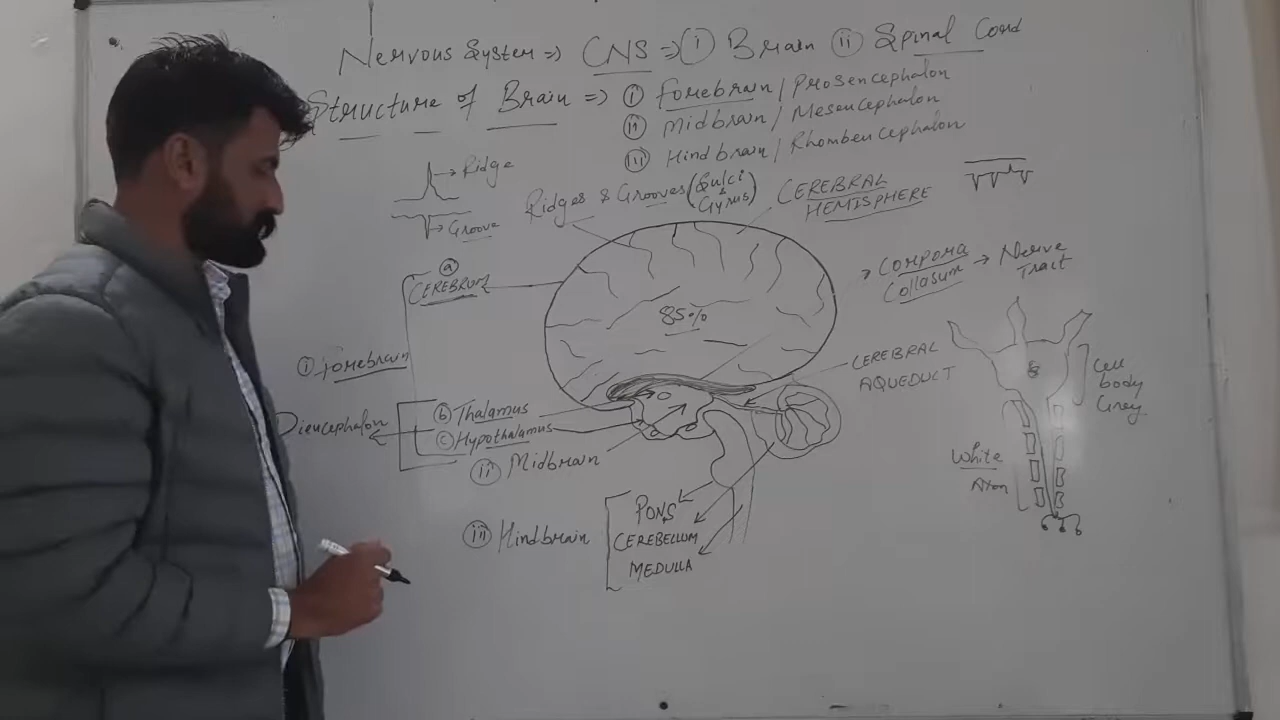 Nervous System ⇒ CNS ⇒ (i) Brain (ii) Spinal Cord
Structure of Brain ⇒ (i) Forebrain / Prosencephalon
(ii) Midbrain / Mesencephalon
(iii) Hindbrain / Rhombencephalon
→ Ridge
→ Groove
Ridges & Grooves (Sulci & Gyrus)
CEREBRAL
HEMISPHERE
Corpora
Collasum
→ Nerve
Tract
(a)
CEREBRUM
85%
(i) Forebrain
CEREBRAL
AQUEDUCT
Diencephalon
(b) Thalamus
(c) Hypothalamus
(ii) Midbrain
(iii) Hindbrain
PONS
CEREBELLUM
MEDULLA
Cell
body
Grey
White
Axon